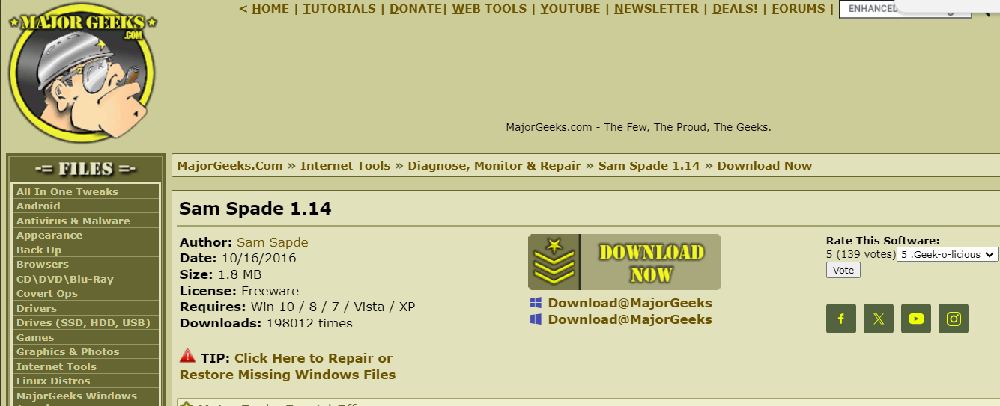 < HOME | TUTORIALS | DONATE| WEB TOOLS | YOUTUBE | NEWSLETTER | DEALS! | FORUMS |
MAJOR GEEKS
.COM
MajorGeeks.com - The Few, The Proud, The Geeks.
-= FILES =-
All In One Tweaks
Android
Antivirus & Malware
Appearance
Back Up
Browsers
CD\DVD\Blu-Ray
Covert Ops
Drivers
Drives (SSD, HDD, USB)
Games
Graphics & Photos
Internet Tools
Linux Distros
MajorGeeks Windows
MajorGeeks.Com » Internet Tools » Diagnose, Monitor & Repair » Sam Spade 1.14 » Download Now
Sam Spade 1.14
Author: Sam Sapde
Date: 10/16/2016
Size: 1.8 MB
License: Freeware
Requires: Win 10 / 8 / 7 / Vista / XP
Downloads: 198012 times
TIP: Click Here to Repair or
Restore Missing Windows Files
DOWNLOAD
NOW
Download@MajorGeeks
Download@MajorGeeks
Rate This Software:
5 (139 votes) 5 .Geek-o-licious
Vote